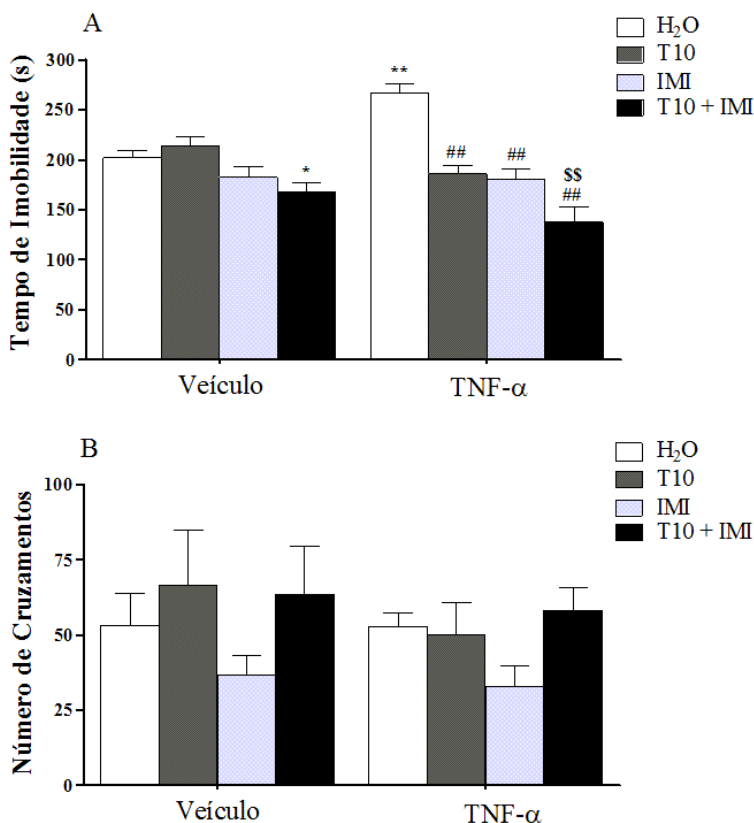 A
H₂O
T10
IMI
T10 + IMI
Tempo de Imobilidade (s)
300
250
200
150
100
50
0
*
**
##
##
$$
##
Veículo
TNF-α
B
H₂O
T10
IMI
T10 + IMI
Número de Cruzamentos
100
75
50
25
0
Veículo
TNF-α